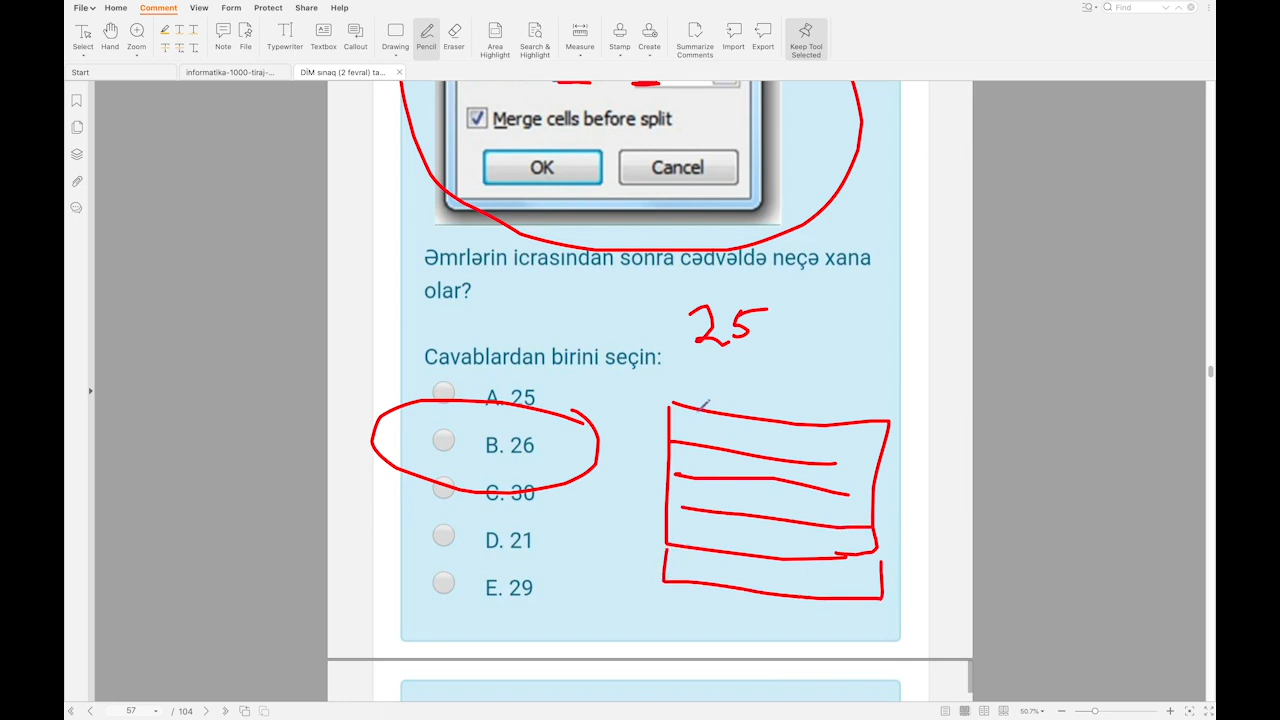 File Home Comment View Form Protect Share Help Find
Select Hand Zoom Note File Typewriter Textbox Callout Drawing Pencil Eraser Area Highlight Search & Highlight Measure Stamp Create Summarize Comments Import Export Keep Tool Selected
Start informatika-1000-tiraj-... DİM sınaq (2 fevral) ta...
Merge cells before split
OK Cancel
Əmrlərin icrasından sonra cədvəldə neçə xana
olar?
25
Cavablardan birini seçin:
A. 25
B. 26
C. 30
D. 21
E. 29
57 / 104 50.7%